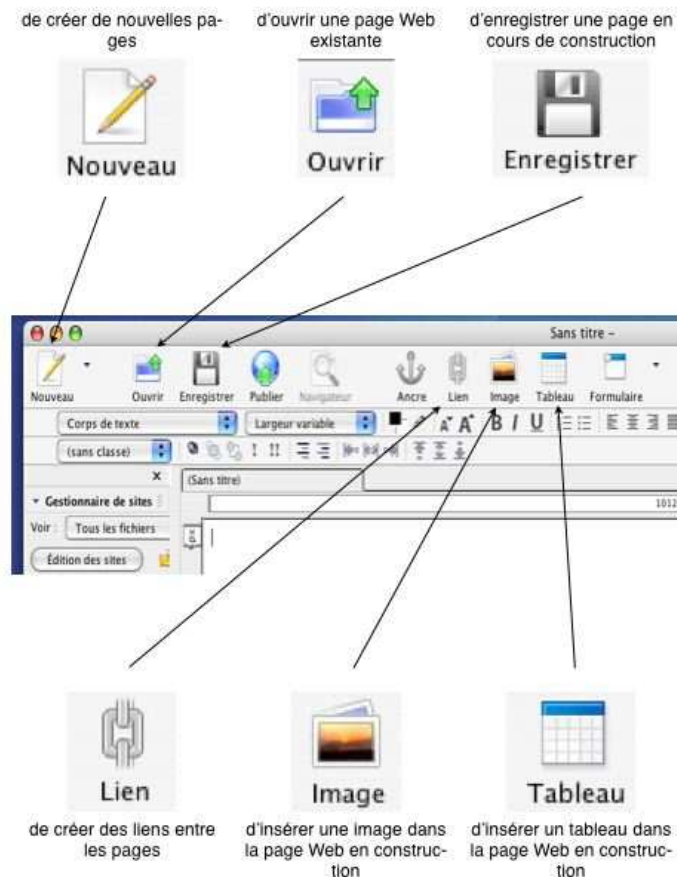 de créer de nouvelles pa-
ges
d'ouvrir une page Web
existante
d'enregistrer une page en
cours de construction
Nouveau
Ouvrir
Enregistrer
Sans titre –
Nouveau
Ouvrir
Enregistrer
Publier
Navigateur
Ancre
Lien
Image
Tableau
Formulaire
Corps de texte
Largeur variable
A A B I U
(sans classe)
! !!
x
(Sans titre)
Gestionnaire de sites
1012
Voir :
Tous les fichiers
px
Édition des sites
Lien
Image
Tableau
de créer des liens entre
les pages
d'insérer une image dans
la page Web en construc-
tion
d'insérer un tableau dans
la page Web en construc-
tion